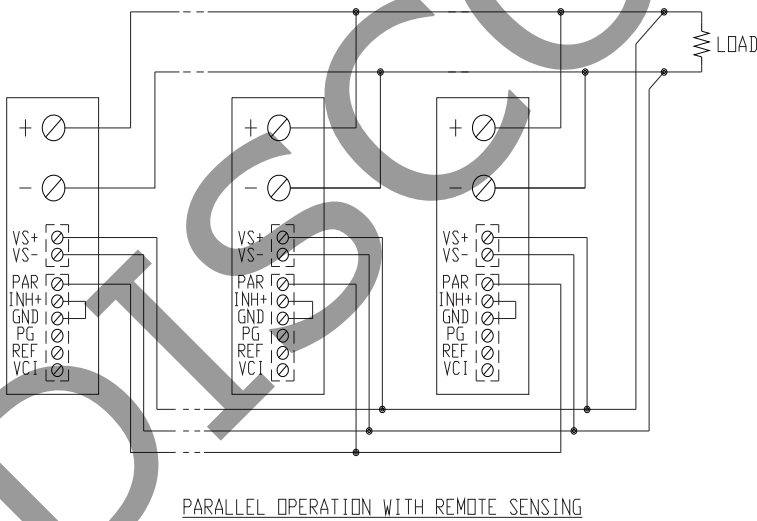 LOAD
+
+
+
-
-
-
VS+
VS-
PAR
INH+
GND
PG
REF
VCI
VS+
VS-
PAR
INH+
GND
PG
REF
VCI
VS+
VS-
PAR
INH+
GND
PG
REF
VCI
DISCO
PARALLEL OPERATION WITH REMOTE SENSING